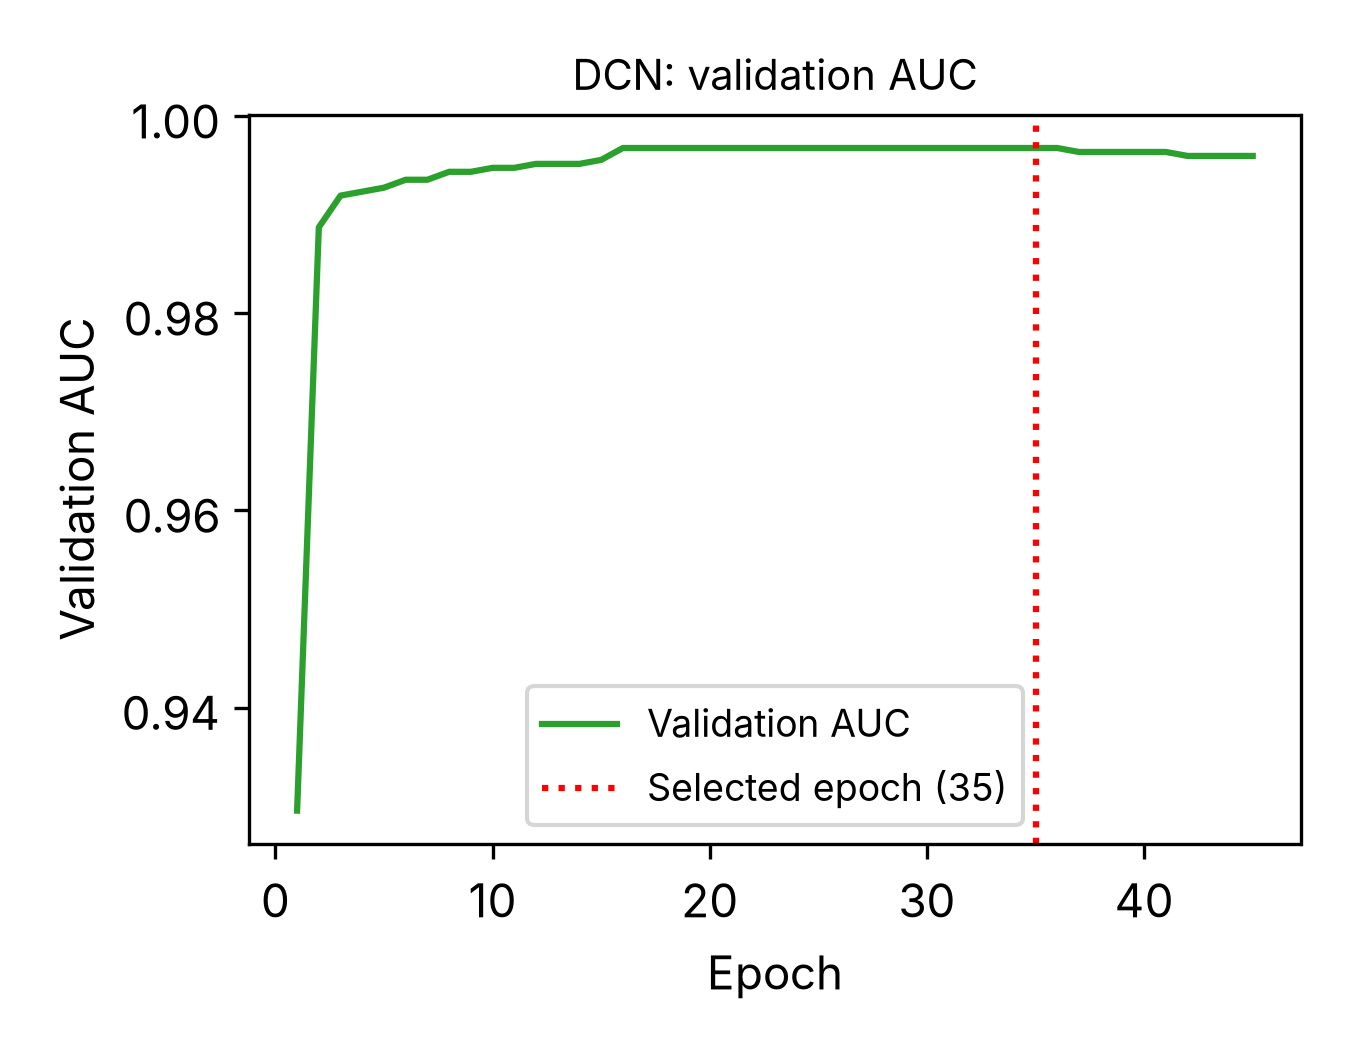 DCN: validation AUC
1.00
0.98
0.96
0.94
Validation AUC
Validation AUC
Selected epoch (35)
0 10 20 30 40
Epoch